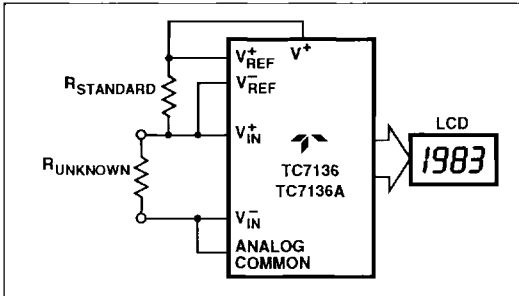 V+
V+REF
V−REF
RSTANDARD
V+IN
LCD
1983
TC7136
TC7136A
RUNKNOWN
V−IN
ANALOG
COMMON